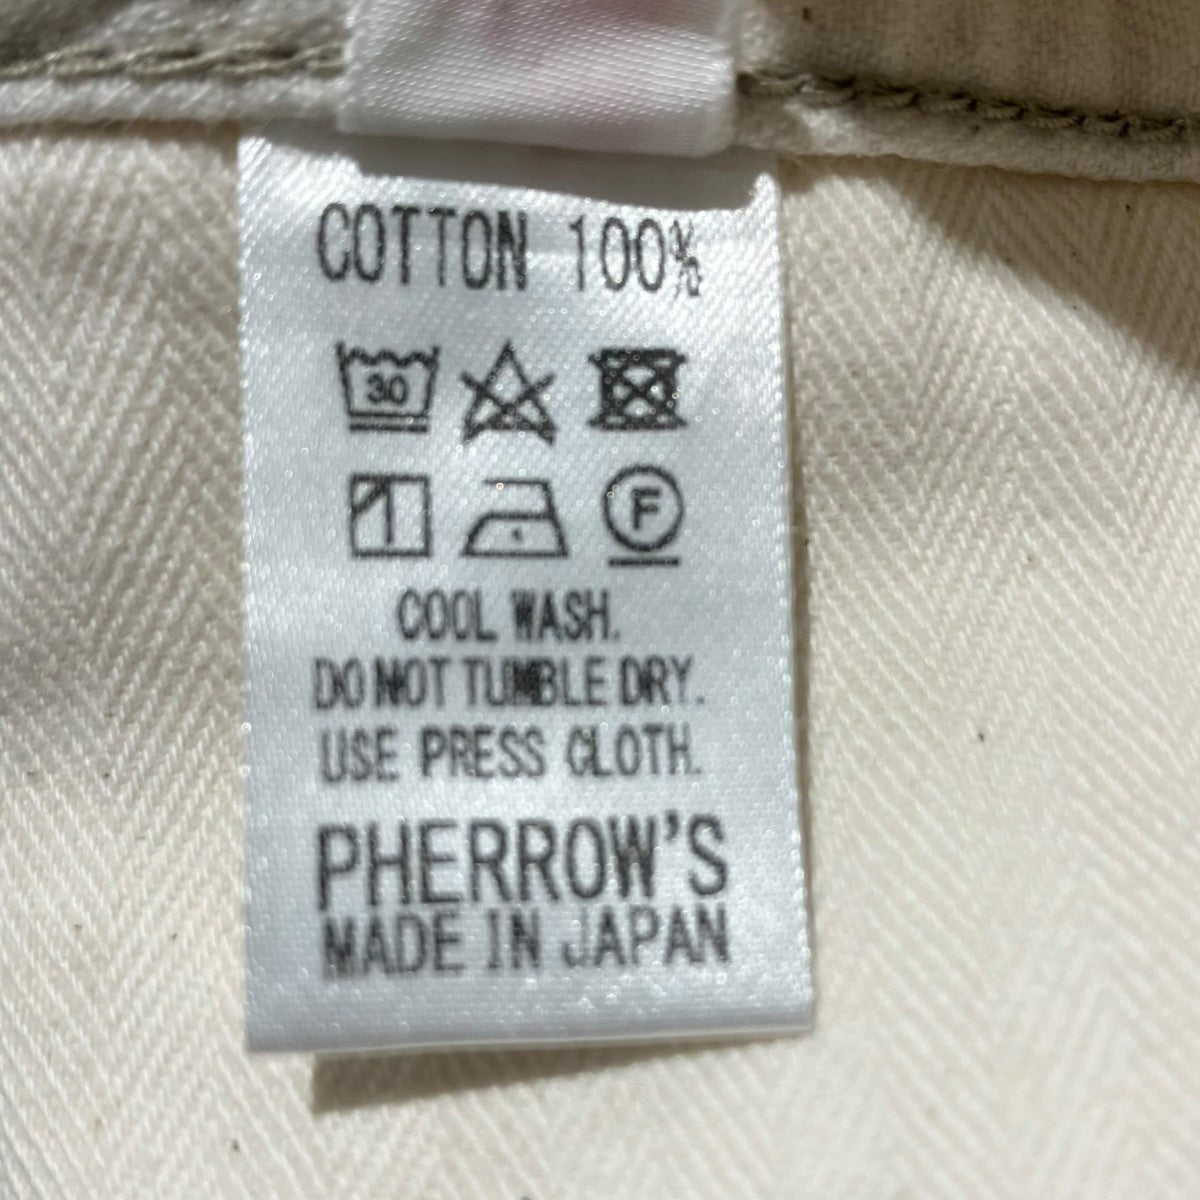 COTTON 100%
30
F
COOL WASH.
DO NOT TUMBLE DRY.
USE PRESS CLOTH.
PHERROW'S
MADE IN JAPAN